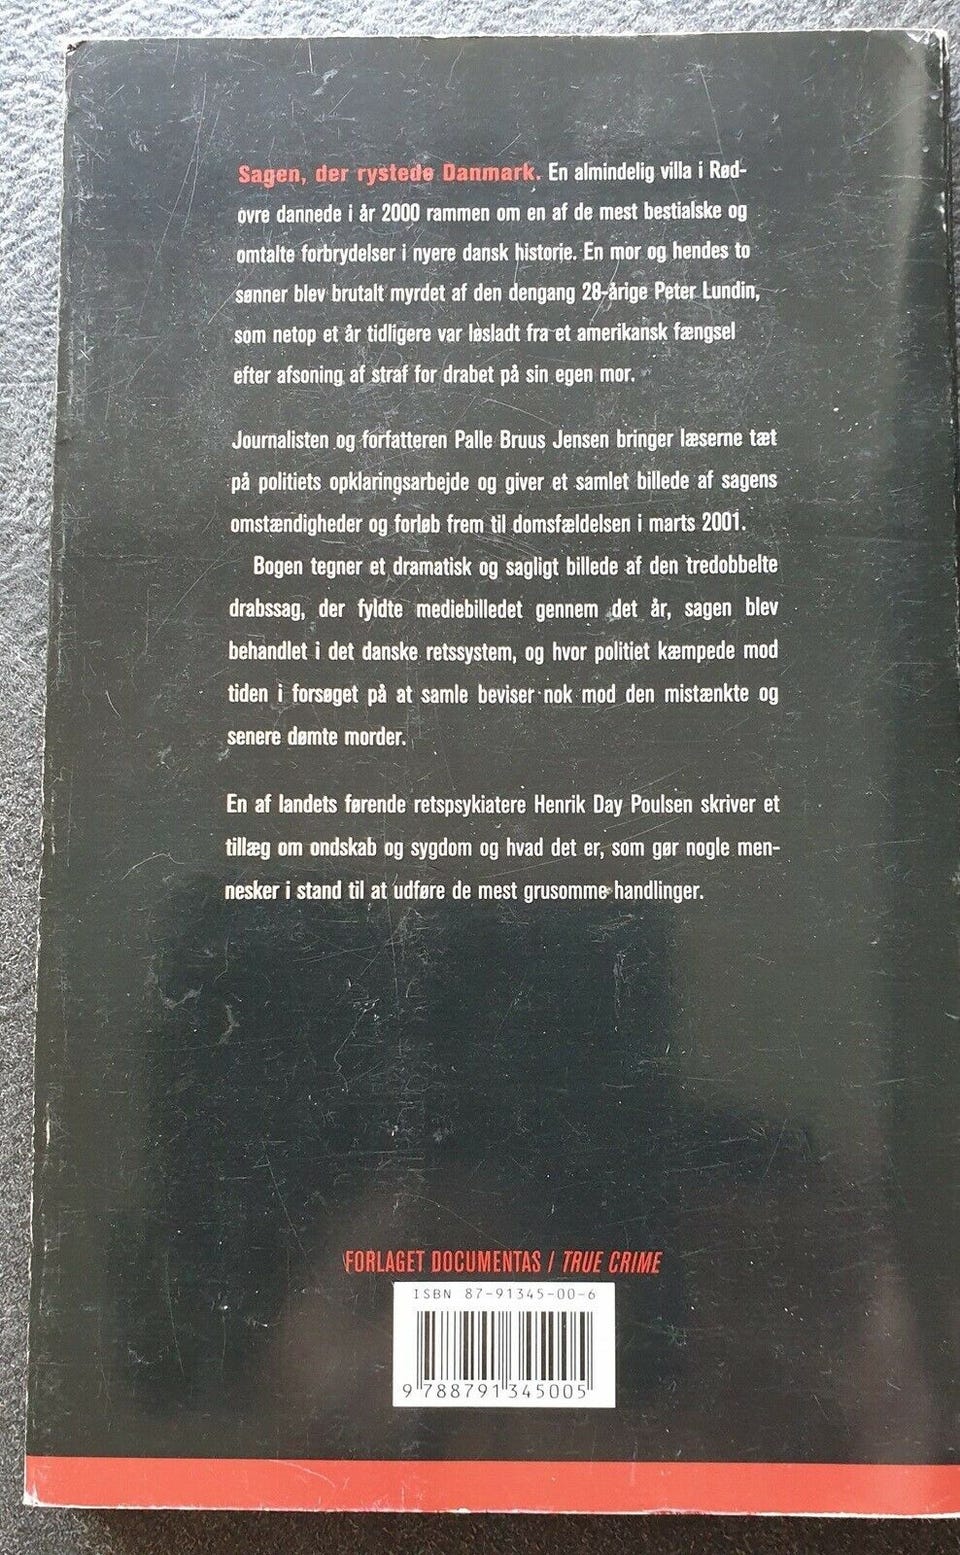 Sagen, der rystede Danmark. En almindelig villa i Rød-
ovre dannede i år 2000 rammen om en af de mest bestialske og
omtalte forbrydelser i nyere dansk historie. En mor og hendes to
sønner blev brutalt myrdet af den dengang 28-årige Peter Lundin,
som netop et år tidligere var løsladt fra et amerikansk fængsel
efter afsoning af straf for drabet på sin egen mor.
Journalisten og forfatteren Palle Bruus Jensen bringer læserne tæt
på politiets opklaringsarbejde og giver et samlet billede af sagens
omstændigheder og forløb frem til domsfældelsen i marts 2001.
Bogen tegner et dramatisk og sagligt billede af den tredobbelte
drabssag, der fyldte mediebilledet gennem det år, sagen blev
behandlet i det danske retssystem, og hvor politiet kæmpede mod
tiden i forsøget på at samle beviser nok mod den mistænkte og
senere dømte morder.
En af landets førende retspsykiatere Henrik Day Poulsen skriver et
tillæg om ondskab og sygdom og hvad det er, som gør nogle men-
nesker i stand til at udføre de mest grusomme handlinger.
FORLAGET DOCUMENTAS / TRUE CRIME
ISBN 87-91345-00-6
9 788791 345005